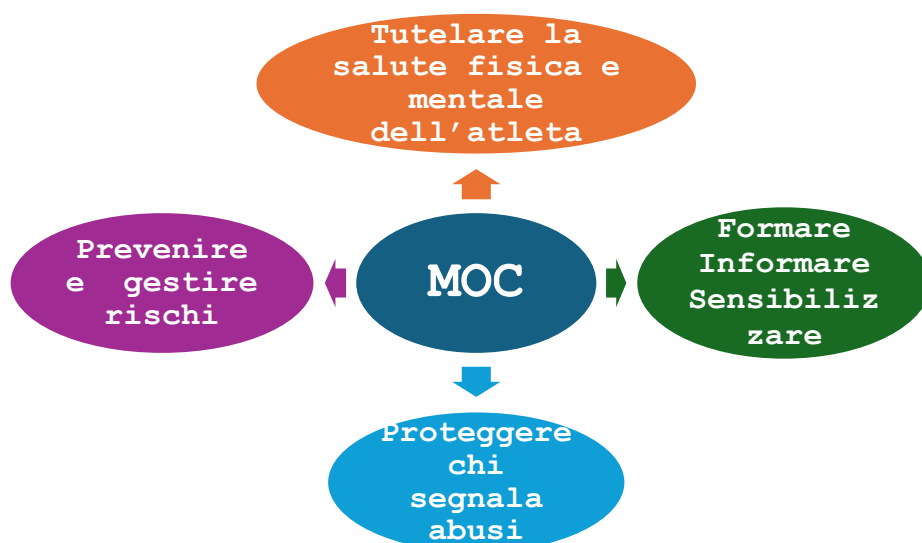 Tutelare la
salute fisica e
mentale
dell’atleta
Prevenire
e gestire
rischi
MOC
Formare
Informare
Sensibiliz
zare
Proteggere
chi
segnala
abusi